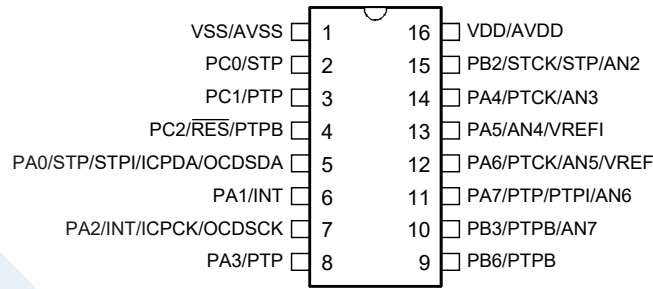 VSS/AVSS 1 16 VDD/AVDD
PC0/STP 2 15 PB2/STCK/STP/AN2
PC1/PTP 3 14 PA4/PTCK/AN3
PC2/RES/PTPB 4 13 PA5/AN4/VREFI
PA0/STP/STPI/ICPDA/OCDSDA 5 12 PA6/PTCK/AN5/VREF
PA1/INT 6 11 PA7/PTP/PTPI/AN6
PA2/INT/ICPCK/OCDSCK 7 10 PB3/PTPB/AN7
PA3/PTP 8 9 PB6/PTPB